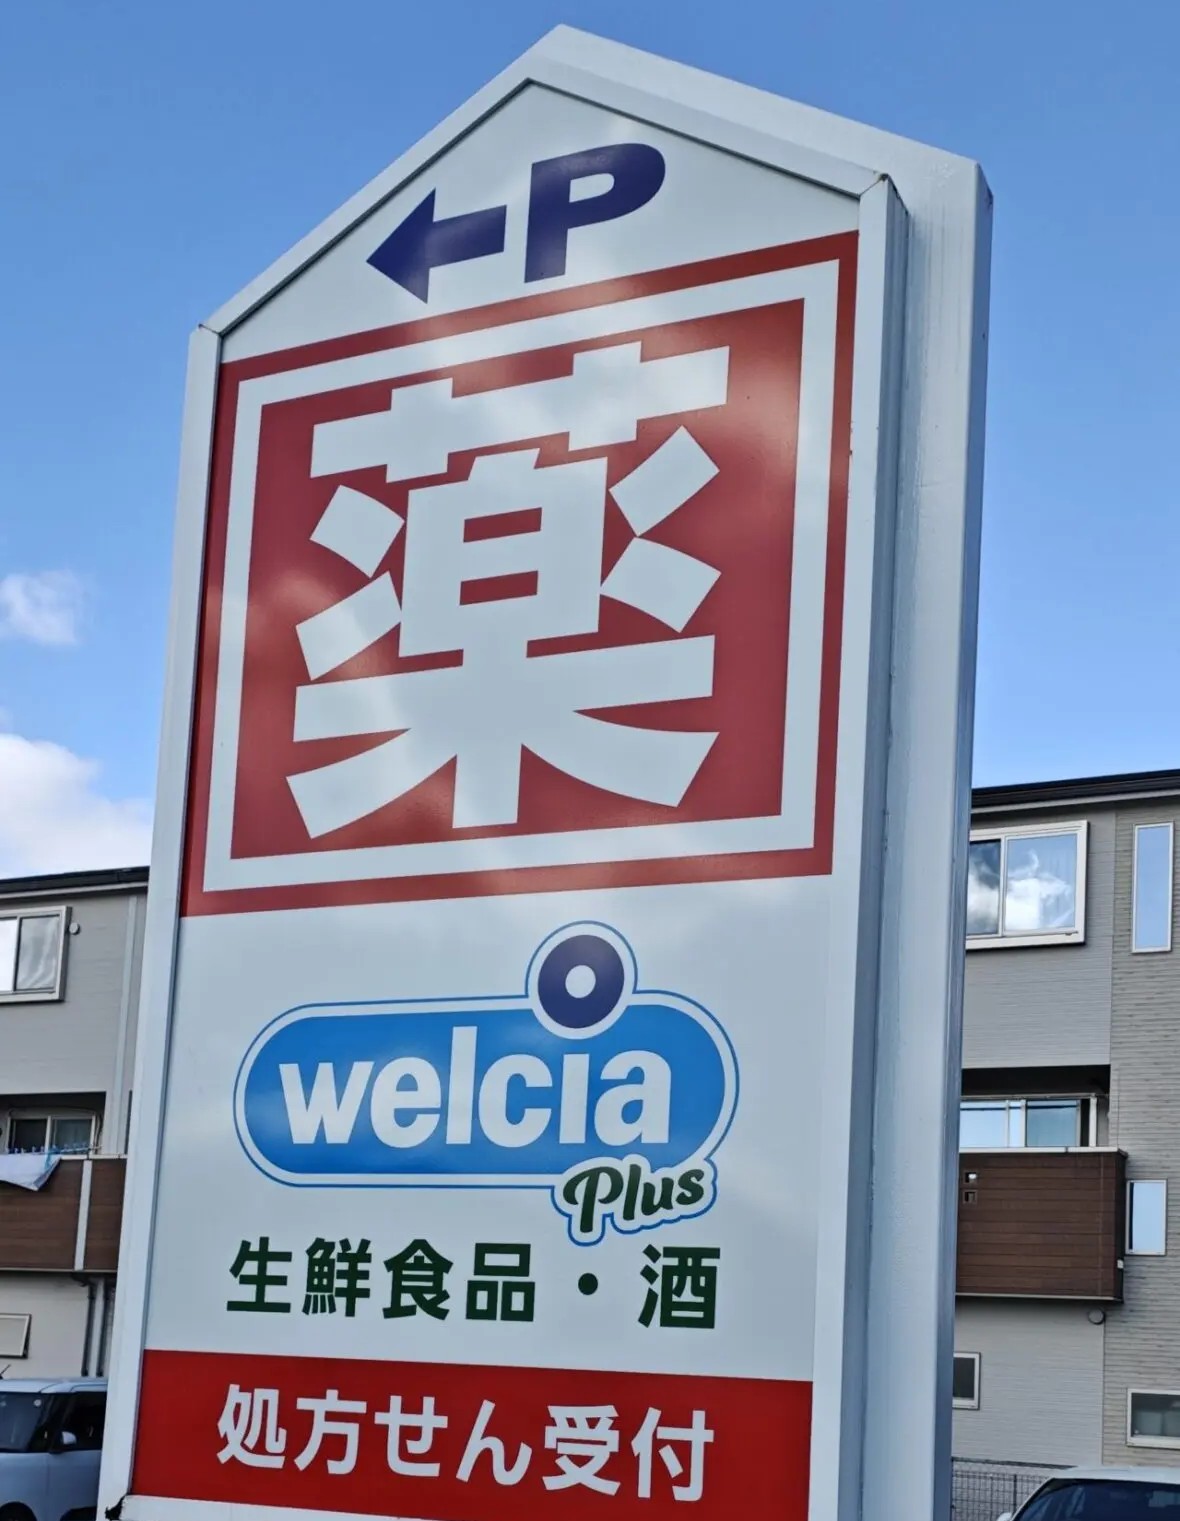 ←P
薬
welcia
Plus
生鮮食品・酒
処方せん受付